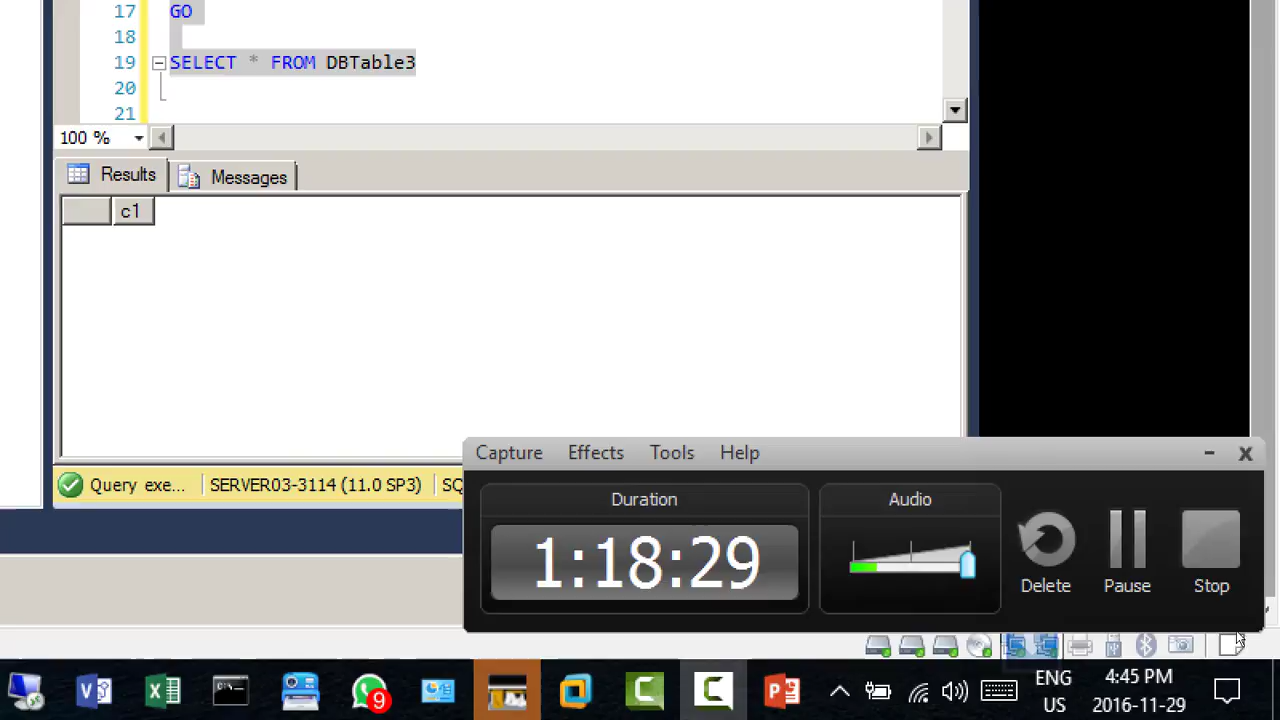 17 GO
18
19 SELECT * FROM DBTable3
20
21
100 %
Results Messages
c1
Query exe... SERVER03-3114 (11.0 SP3) SQ
Capture Effects Tools Help
Duration Audio
1:18:29
Delete Pause Stop
9
ENG 4:45 PM
US 2016-11-29